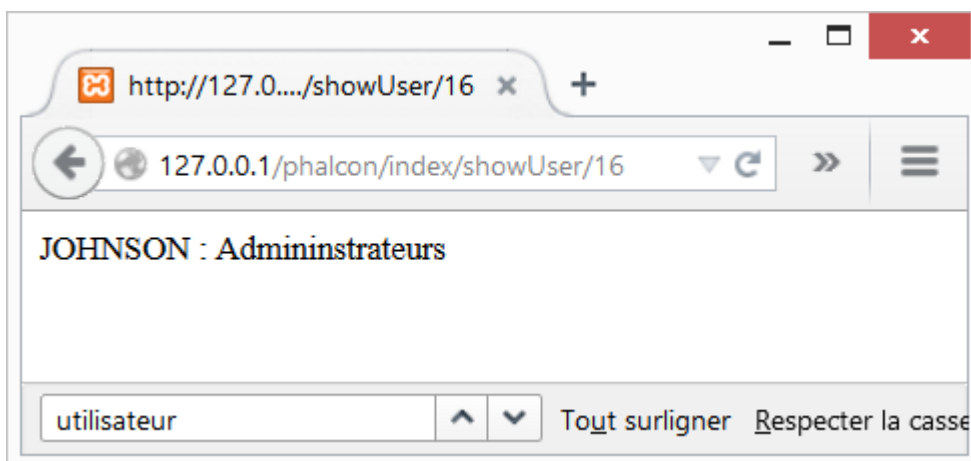 http://127.0..../showUser/16
127.0.0.1/phalcon/index/showUser/16
JOHNSON : Admininstrateurs
utilisateur
Tout surligner
Respecter la casse